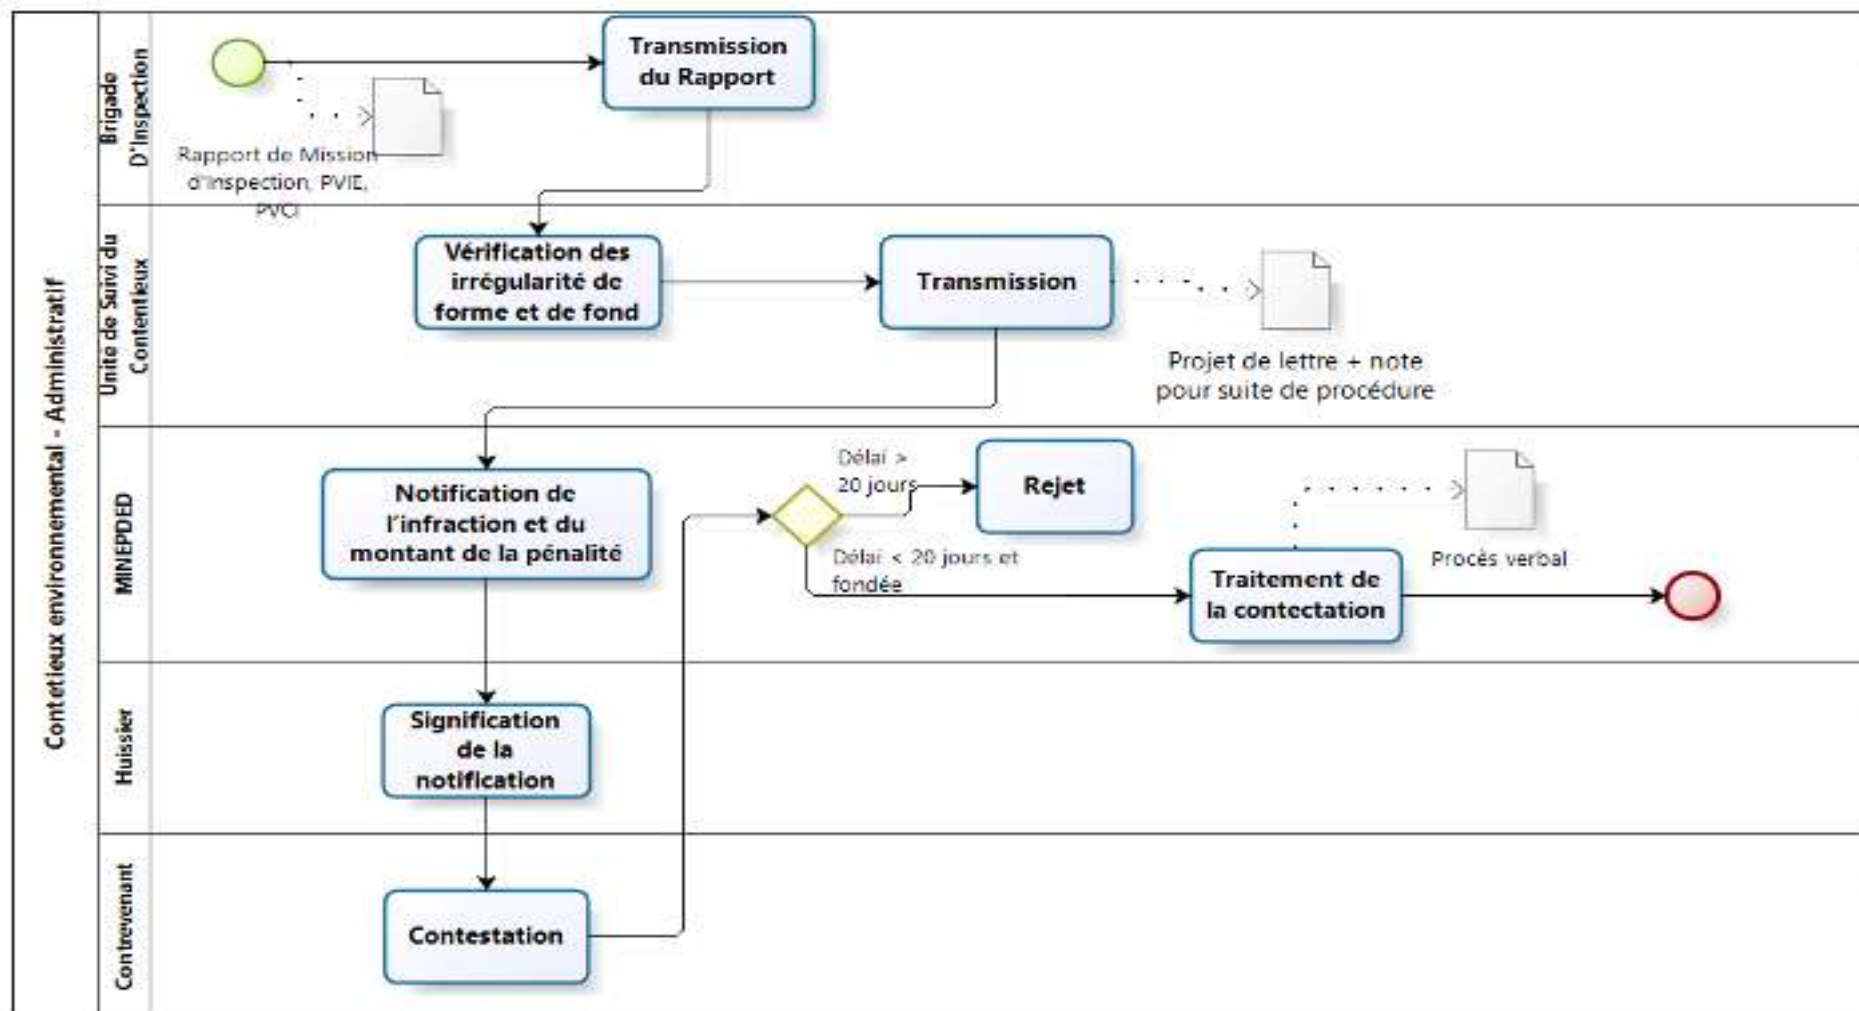 Contetieux environnemental - Administratif
Brigade
D'Inspection
Transmission
du Rapport
Rapport de Mission
d'Inspection, PVIE,
PVCI
Unite de Suivi du
Contentieux
Vérification des
irrégularité de
forme et de fond
Transmission
Projet de lettre + note
pour suite de procédure
MINEPDED
Notification de
l'infraction et du
montant de la pénalité
Délai >
20 jours
Rejet
Délai < 20 jours et
fondée
Traitement de
la contectation
Procès verbal
Huissier
Signification
de la
notification
Contrevenant
Contestation